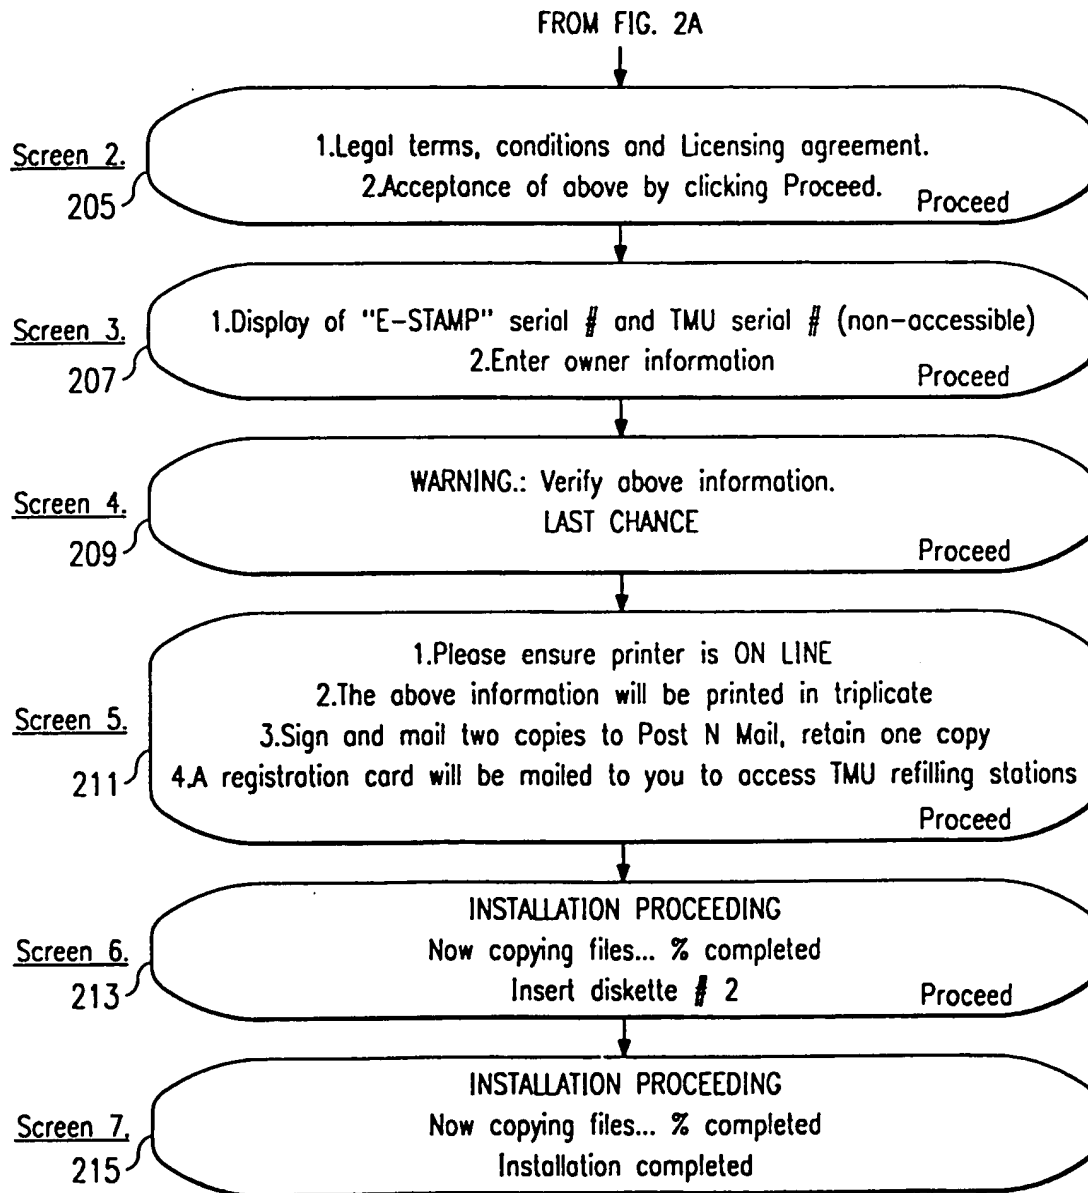 FROM FIG. 2A
Screen 2.
205
1.Legal terms, conditions and Licensing agreement.
2.Acceptance of above by clicking Proceed.
Proceed
Screen 3.
207
1.Display of "E-STAMP" serial # and TMU serial # (non-accessible)
2.Enter owner information
Proceed
Screen 4.
209
WARNING.: Verify above information.
LAST CHANCE
Proceed
Screen 5.
211
1.Please ensure printer is ON LINE
2.The above information will be printed in triplicate
3.Sign and mail two copies to Post N Mail, retain one copy
4.A registration card will be mailed to you to access TMU refilling stations
Proceed
Screen 6.
213
INSTALLATION PROCEEDING
Now copying files... % completed
Insert diskette # 2
Proceed
Screen 7.
215
INSTALLATION PROCEEDING
Now copying files... % completed
Installation completed